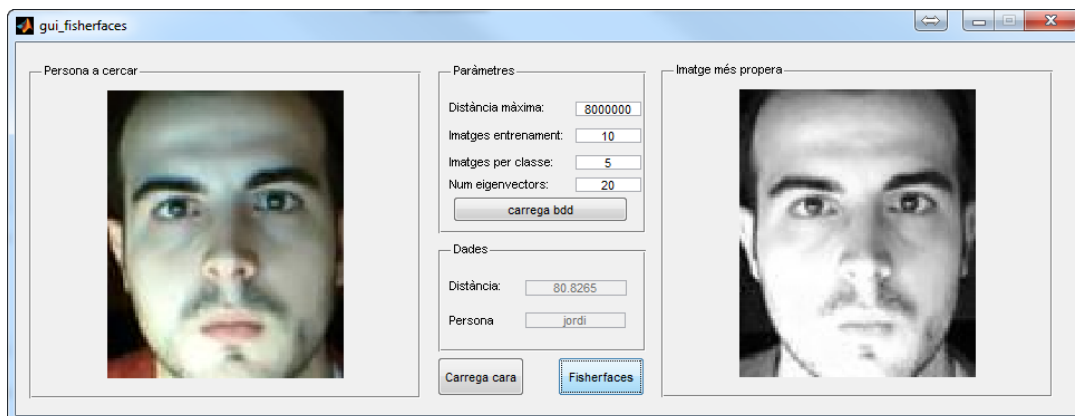 gui_fisherfaces
Persona a cercar
Paràmetres
Distància màxima: 8000000
Imatges entrenament: 10
Imatges per classe: 5
Num eigenvectors: 20
carrega bdd
Dades
Distància: 80.8265
Persona jordi
Carrega cara
Fisherfaces
Imatge més propera